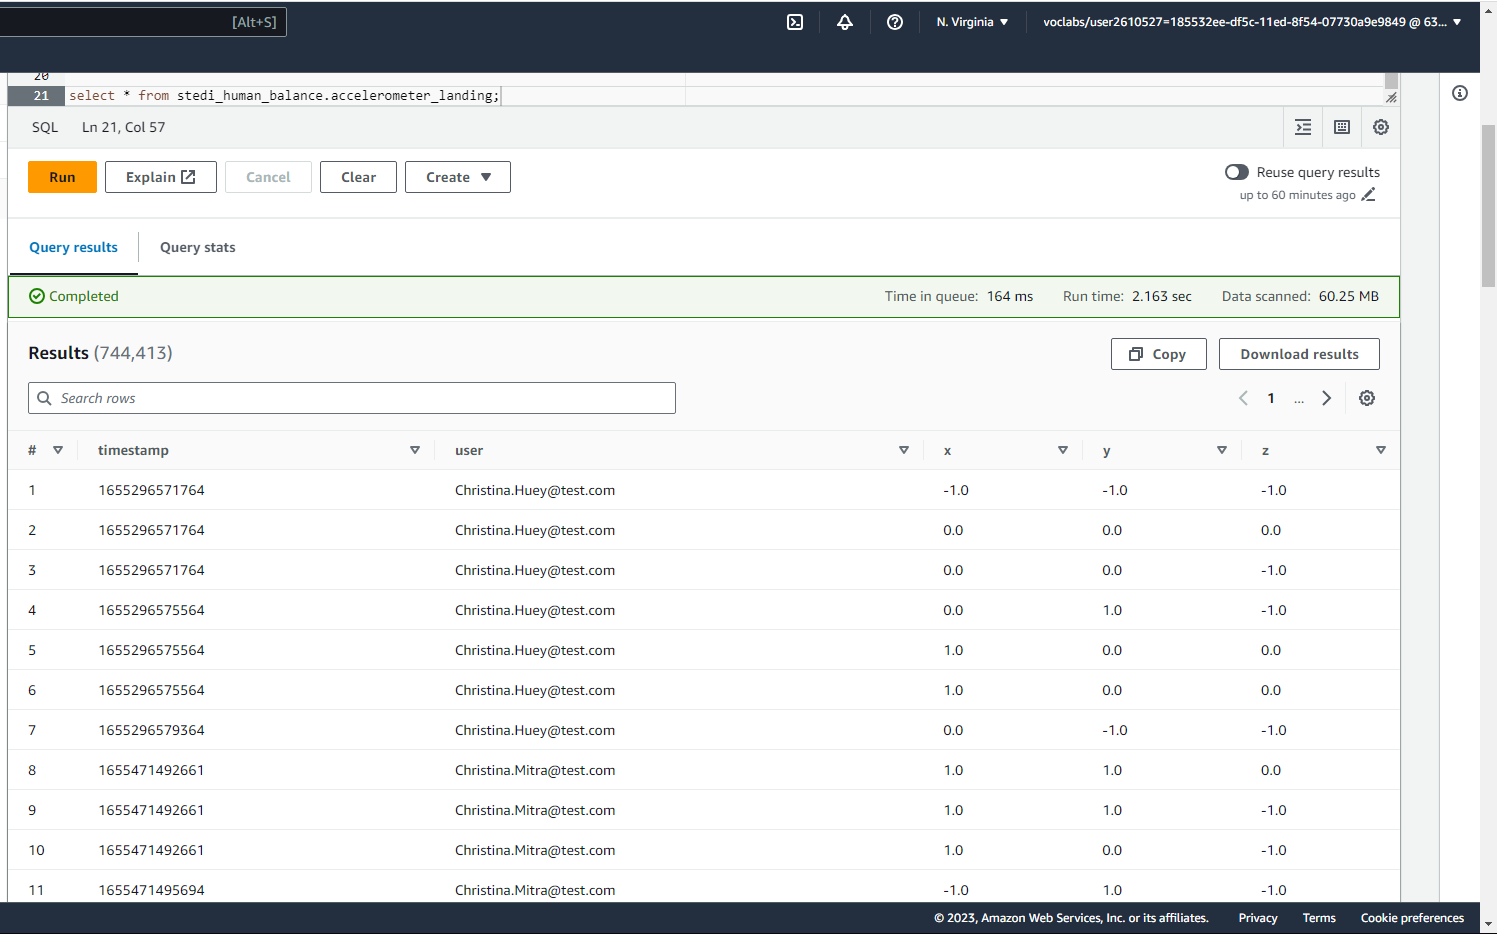 [Alt+S] N. Virginia ▼ voclabs/user2610527=185532ee-df5c-11ed-8f54-07730a9e9849 @ 63... ▼
20
21 select * from stedi_human_balance.accelerometer_landing;
SQL Ln 21, Col 57
Run Explain Cancel Clear Create ▼ Reuse query results
up to 60 minutes ago
Query results Query stats
Completed Time in queue: 164 ms Run time: 2.163 sec Data scanned: 60.25 MB
Results (744,413) Copy Download results
Search rows 1 ...
# timestamp user x y z
1 1655296571764 Christina.Huey@test.com -1.0 -1.0 -1.0
2 1655296571764 Christina.Huey@test.com 0.0 0.0 0.0
3 1655296571764 Christina.Huey@test.com 0.0 0.0 -1.0
4 1655296575564 Christina.Huey@test.com 0.0 1.0 -1.0
5 1655296575564 Christina.Huey@test.com 1.0 0.0 0.0
6 1655296575564 Christina.Huey@test.com 1.0 0.0 0.0
7 1655296579364 Christina.Huey@test.com 0.0 -1.0 -1.0
8 1655471492661 Christina.Mitra@test.com 1.0 1.0 0.0
9 1655471492661 Christina.Mitra@test.com 1.0 1.0 -1.0
10 1655471492661 Christina.Mitra@test.com 1.0 0.0 -1.0
11 1655471495694 Christina.Mitra@test.com -1.0 1.0 -1.0
© 2023, Amazon Web Services, Inc. or its affiliates. Privacy Terms Cookie preferences